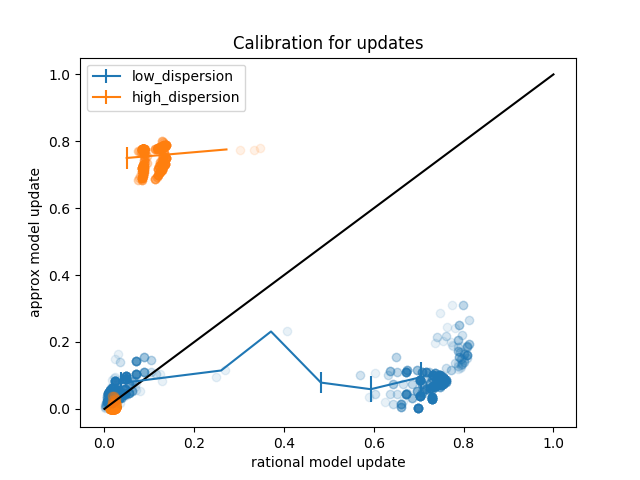 Calibration for updates
low_dispersion
high_dispersion
1.0
0.8
0.6
0.4
0.2
0.0
approx model update
0.0 0.2 0.4 0.6 0.8 1.0
rational model update